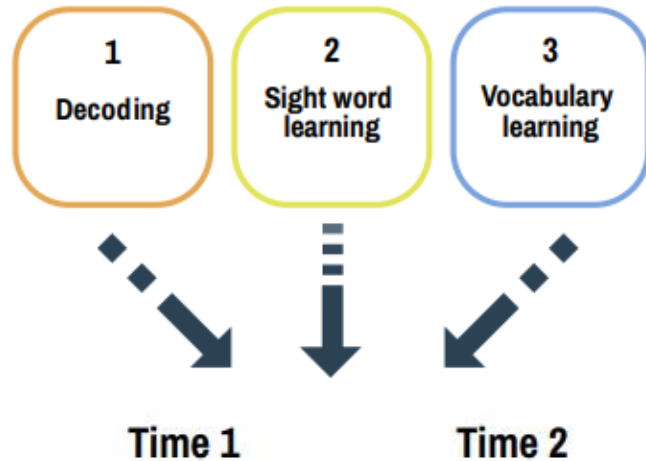 1
Decoding
2
Sight word
learning
3
Vocabulary
learning
Time 1
Time 2